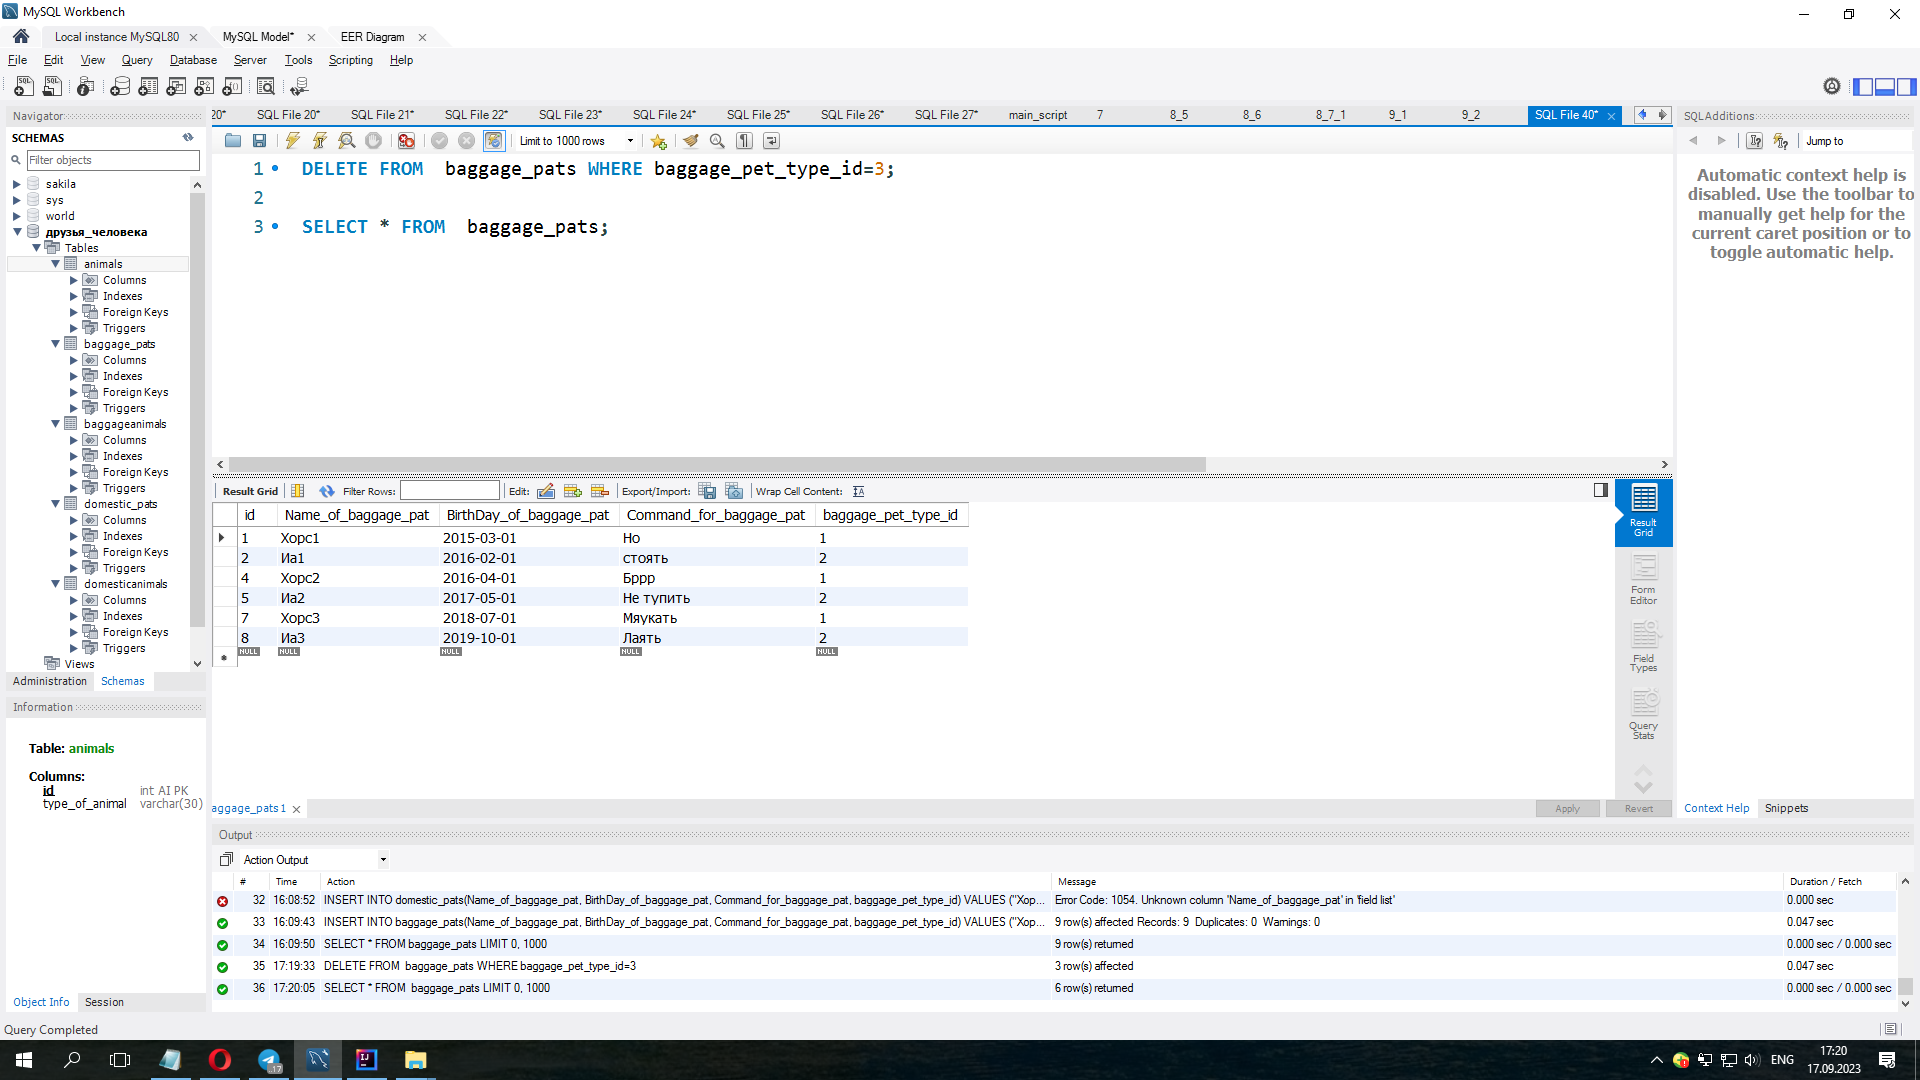 MySQL Workbench
Local instance MySQL80
MySQL Model*
EER Diagram
File Edit View Query Database Server Tools Scripting Help
Navigator
SCHEMAS
Filter objects
sakila
sys
world
друзья_человека
Tables
animals
Columns
Indexes
Foreign Keys
Triggers
baggage_pats
Columns
Indexes
Foreign Keys
Triggers
baggageanimals
Columns
Indexes
Foreign Keys
Triggers
domestic_pats
Columns
Indexes
Foreign Keys
Triggers
domesticanimals
Columns
Indexes
Foreign Keys
Triggers
Views
Administration Schemas
Information
Table: animals
Columns:
id int AI PK
type_of_animal varchar(30)
Object Info Session
20* SQL File 20* SQL File 21* SQL File 22* SQL File 23* SQL File 24* SQL File 25* SQL File 26* SQL File 27* main_script 7 8_5 8_6 8_7_1 9_1 9_2 SQL File 40*
Limit to 1000 rows
1 DELETE FROM baggage_pats WHERE baggage_pet_type_id=3;
2
3 SELECT * FROM baggage_pats;
Result Grid Filter Rows: Edit: Export/Import: Wrap Cell Content:
id Name_of_baggage_pat BirthDay_of_baggage_pat Command_for_baggage_pat baggage_pet_type_id
1 Хорс1 2015-03-01 Но 1
2 Иа1 2016-02-01 стоять 2
4 Хорс2 2016-04-01 Бррр 1
5 Иа2 2017-05-01 Не тупить 2
7 Хорс3 2018-07-01 Мяукать 1
8 Иа3 2019-10-01 Лаять 2
NULL NULL NULL NULL NULL
Result Grid
Form Editor
Field Types
Query Stats
aggage_pats 1
Apply Revert
SQLAdditions
Jump to
Automatic context help is
disabled. Use the toolbar to
manually get help for the
current caret position or to
toggle automatic help.
Context Help Snippets
Output
Action Output
# Time Action Message Duration / Fetch
32 16:08:52 INSERT INTO domestic_pats(Name_of_baggage_pat, BirthDay_of_baggage_pat, Command_for_baggage_pat, baggage_pet_type_id) VALUES ("Хор... Error Code: 1054. Unknown column 'Name_of_baggage_pat' in 'field list' 0.000 sec
33 16:09:43 INSERT INTO baggage_pats(Name_of_baggage_pat, BirthDay_of_baggage_pat, Command_for_baggage_pat, baggage_pet_type_id) VALUES ("Хор... 9 row(s) affected Records: 9 Duplicates: 0 Warnings: 0 0.047 sec
34 16:09:50 SELECT * FROM baggage_pats LIMIT 0, 1000 9 row(s) returned 0.000 sec / 0.000 sec
35 17:19:33 DELETE FROM baggage_pats WHERE baggage_pet_type_id=3 3 row(s) affected 0.047 sec
36 17:20:05 SELECT * FROM baggage_pats LIMIT 0, 1000 6 row(s) returned 0.000 sec / 0.000 sec
Query Completed
ENG
17:20
17.09.2023